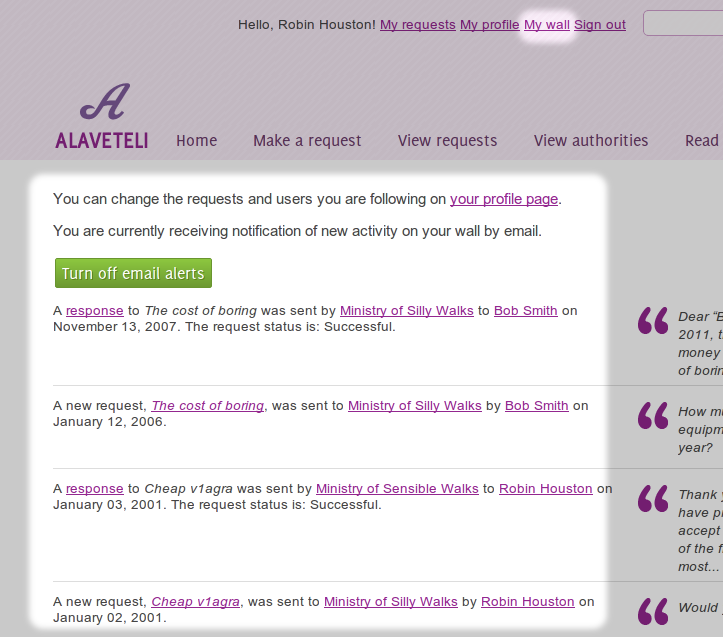 Hello, Robin Houston! My requests My profile My wall Sign out
A
ALAVETELI Home Make a request View requests View authorities Read
You can change the requests and users you are following on your profile page.
You are currently receiving notification of new activity on your wall by email.
Turn off email alerts
A response to The cost of boring was sent by Ministry of Silly Walks to Bob Smith on
November 13, 2007. The request status is: Successful.
Dear “B
2011, t
money
of borin
A new request, The cost of boring, was sent to Ministry of Silly Walks by Bob Smith on
January 12, 2006.
How mu
equipm
year?
A response to Cheap v1agra was sent by Ministry of Sensible Walks to Robin Houston on
January 03, 2001. The request status is: Successful.
Thank y
have pr
accept
of the f
most...
A new request, Cheap v1agra, was sent to Ministry of Silly Walks by Robin Houston on
January 02, 2001.
Would